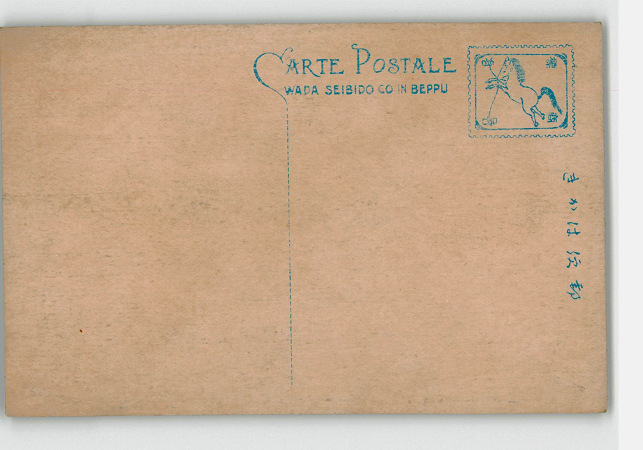 CARTE POSTALE
WADA SEIBIDO CO IN BEPPU
きかは便郵